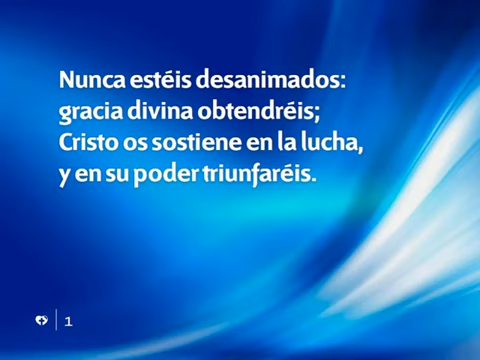 Nunca estéis desanimados:
gracia divina obtendréis;
Cristo os sostiene en la lucha,
y en su poder triunfaréis.
1